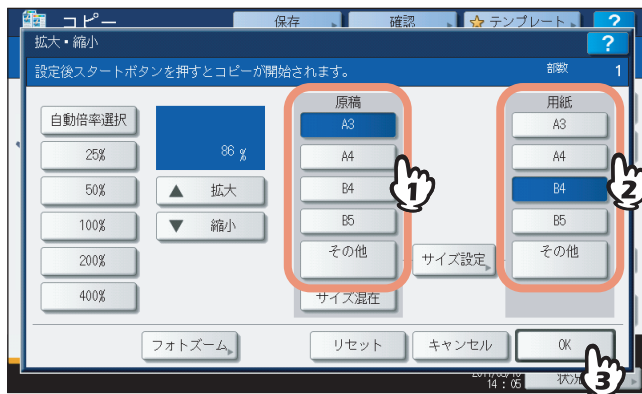 コピー 保存 確認 テンプレート ?
拡大・縮小 ?
設定後スタートボタンを押すとコピーが開始されます。 部数 1
原稿 用紙
自動倍率選択 86 % A3 A3
25% A4 A4
50% 拡大 B4 B4
100% 縮小 B5 B5
200% その他 サイズ設定 その他
400% サイズ混在
フォトズーム リセット キャンセル OK
14 : 05 状況
1
2
3